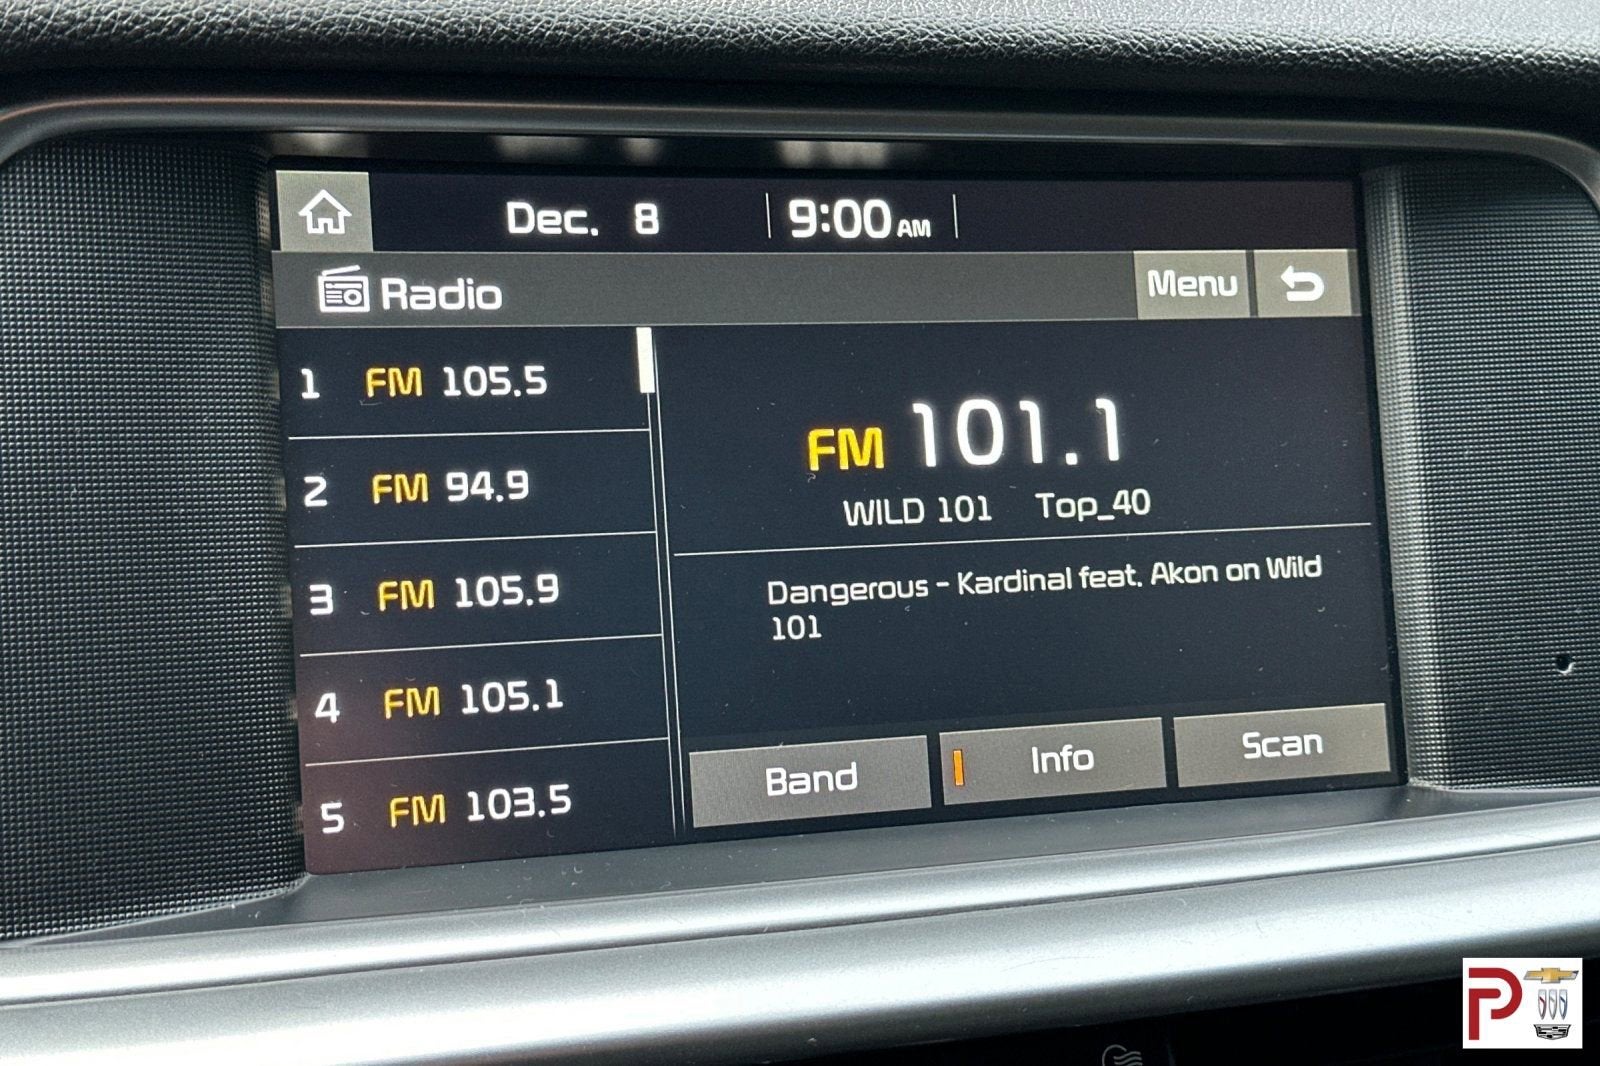 Dec. 8 9:00 AM
Radio Menu
1 FM 105.5
2 FM 94.9
3 FM 105.9
4 FM 105.1
5 FM 103.5
FM 101.1
WILD 101 Top_40
Dangerous - Kardinal feat. Akon on Wild
101
Band Info Scan
P